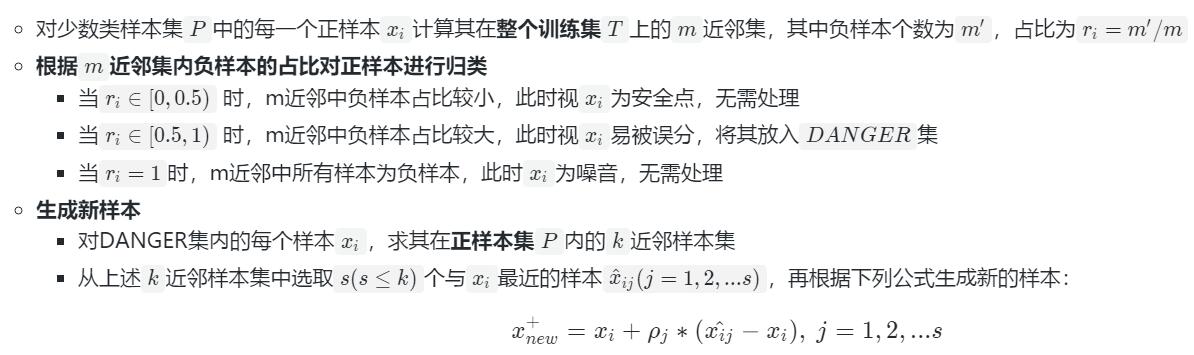 对少数类样本集 P 中的每一个正样本 x_i 计算其在整个训练集 T 上的 m 近邻集，其中负样本个数为 m′ ，占比为 r_i = m′/m
根据 m 近邻集内负样本的占比对正样本进行归类
当 r_i ∈ [0, 0.5) 时，m近邻中负样本占比较小，此时视 x_i 为安全点，无需处理
当 r_i ∈ [0.5, 1) 时，m近邻中负样本占比较大，此时视 x_i 易被误分，将其放入 DANGER 集
当 r_i = 1 时，m近邻中所有样本为负样本，此时 x_i 为噪音，无需处理
生成新样本
对DANGER集内的每个样本 x_i ，求其在正样本集 P 内的 k 近邻样本集
从上述 k 近邻样本集中选取 s(s ≤ k) 个与 x_i 最近的样本 x̂_{ij}(j = 1, 2, ...s) ，再根据下列公式生成新的样本：
x_{new}^+ = x_i + ρ_j * (x̂_{ij} − x_i), j = 1, 2, ...s